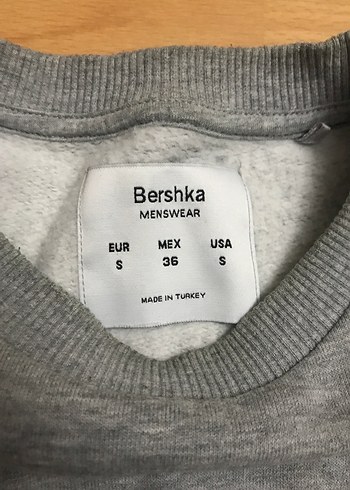 Bershka
MENSWEAR
EUR MEX USA
S 36 S
MADE IN TURKEY